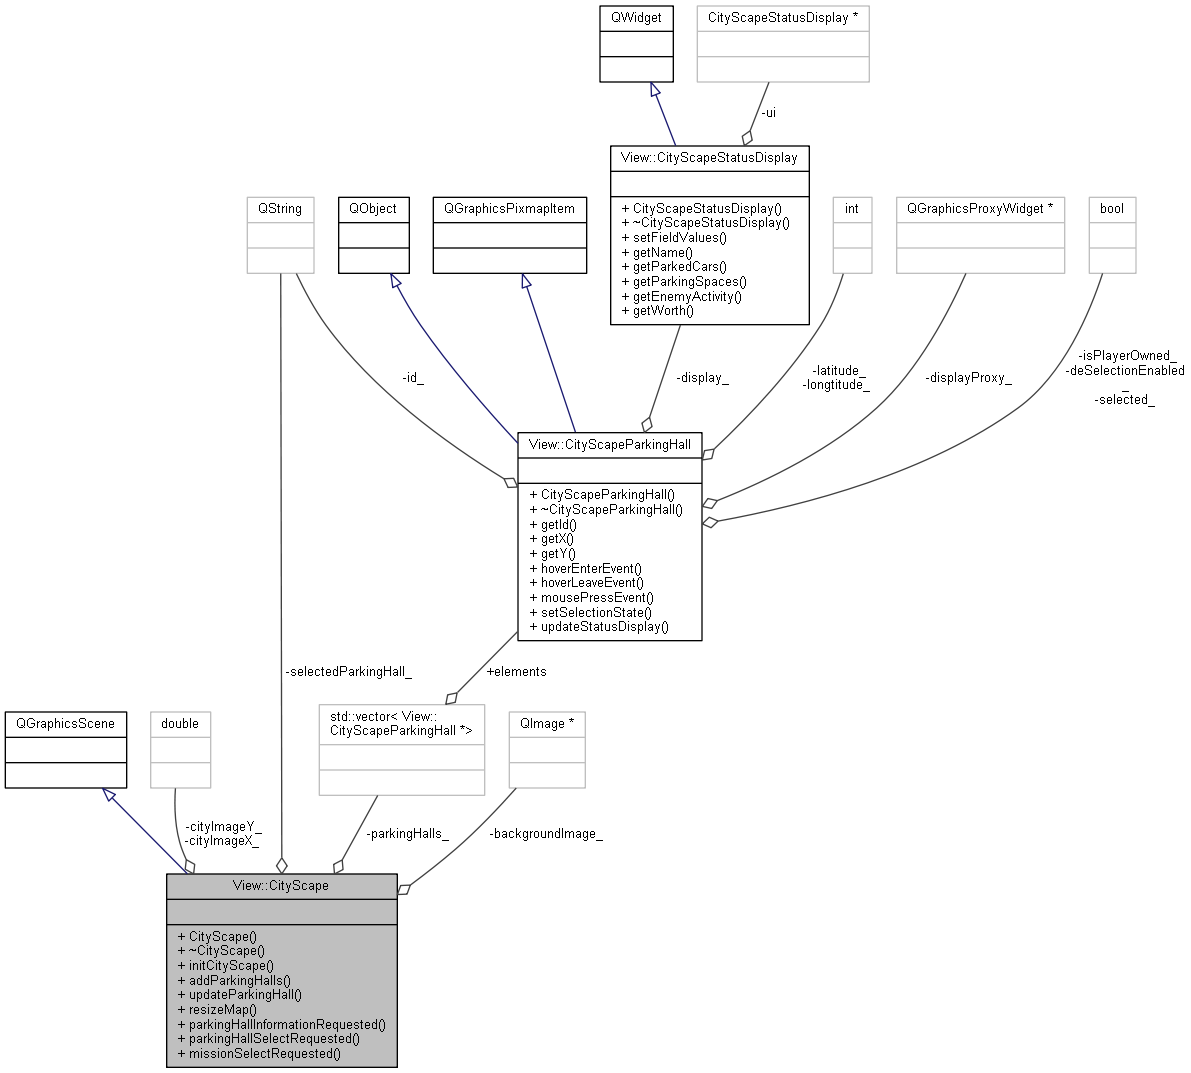 QWidget
CityScapeStatusDisplay *
-ui
View::CityScapeStatusDisplay
+ CityScapeStatusDisplay()
+ ~CityScapeStatusDisplay()
+ setFieldValues()
+ getName()
+ getParkedCars()
+ getParkingSpaces()
+ getEnemyActivity()
+ getWorth()
QString
QObject
QGraphicsPixmapItem
int
QGraphicsProxyWidget *
bool
-id_
-display_
-latitude_
-longtitude_
-displayProxy_
-isPlayerOwned_
-deSelectionEnabled
_
-selected_
View::CityScapeParkingHall
+ CityScapeParkingHall()
+ ~CityScapeParkingHall()
+ getId()
+ getX()
+ getY()
+ hoverEnterEvent()
+ hoverLeaveEvent()
+ mousePressEvent()
+ setSelectionState()
+ updateStatusDisplay()
-selectedParkingHall_
+elements
QGraphicsScene
double
std::vector< View::
CityScapeParkingHall *>
QImage *
-cityImageY_
-cityImageX_
-parkingHalls_
-backgroundImage_
View::CityScape
+ CityScape()
+ ~CityScape()
+ initCityScape()
+ addParkingHalls()
+ updateParkingHall()
+ resizeMap()
+ parkingHallInformationRequested()
+ parkingHallSelectRequested()
+ missionSelectRequested()